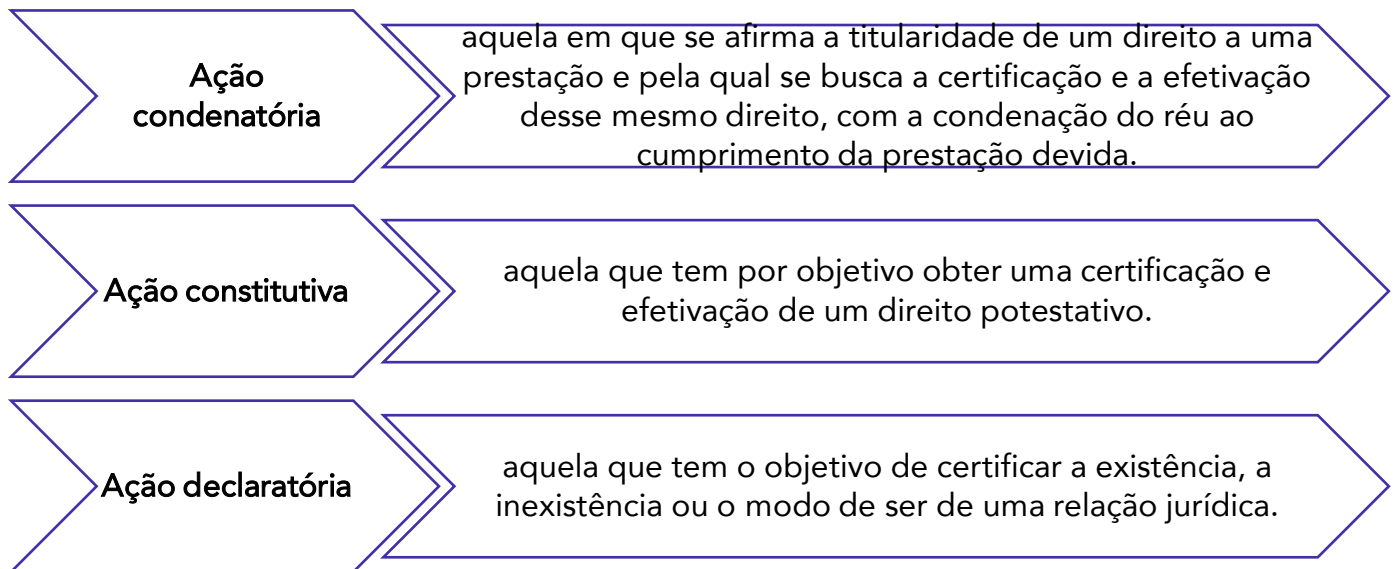 Ação
condenatória
aquela em que se afirma a titularidade de um direito a uma
prestação e pela qual se busca a certificação e a efetivação
desse mesmo direito, com a condenação do réu ao
cumprimento da prestação devida.
Ação constitutiva
aquela que tem por objetivo obter uma certificação e
efetivação de um direito potestativo.
Ação declaratória
aquela que tem o objetivo de certificar a existência, a
inexistência ou o modo de ser de uma relação jurídica.